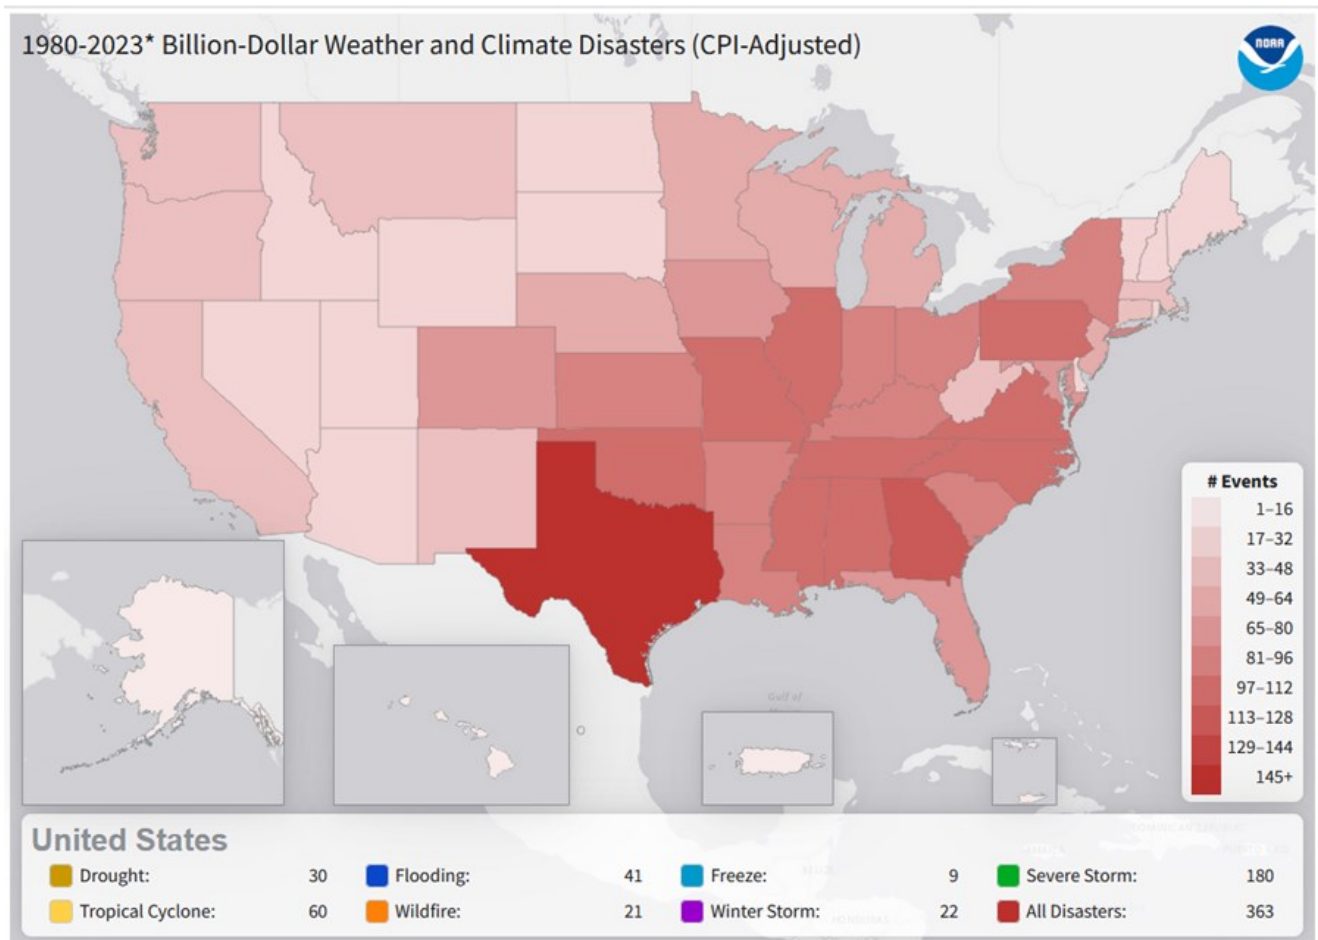 1980-2023* Billion-Dollar Weather and Climate Disasters (CPI-Adjusted)
NOAA
# Events
1–16
17–32
33–48
49–64
65–80
81–96
97–112
113–128
129–144
145+
Gulf of
United States
Drought: 30 Flooding: 41 Freeze: 9 Severe Storm: 180
Tropical Cyclone: 60 Wildfire: 21 Winter Storm: 22 All Disasters: 363